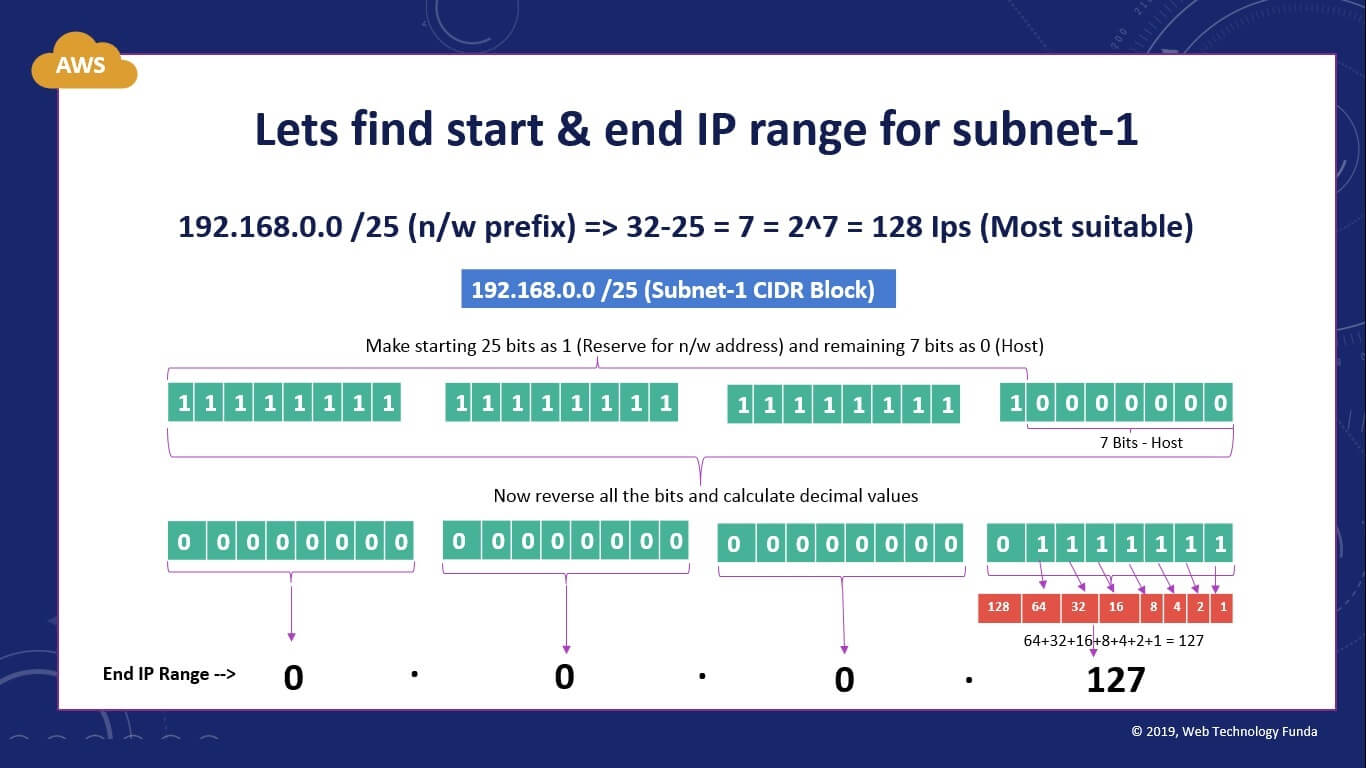 AWS
Lets find start & end IP range for subnet-1
192.168.0.0 /25 (n/w prefix) => 32-25 = 7 = 2^7 = 128 Ips (Most suitable)
192.168.0.0 /25 (Subnet-1 CIDR Block)
Make starting 25 bits as 1 (Reserve for n/w address) and remaining 7 bits as 0 (Host)
1 1 1 1 1 1 1 1 1 1 1 1 1 1 1 1 1 1 1 1 1 1 1 1 1 0 0 0 0 0 0 0
7 Bits - Host
Now reverse all the bits and calculate decimal values
0 0 0 0 0 0 0 0 0 0 0 0 0 0 0 0 0 0 0 0 0 0 0 0 0 1 1 1 1 1 1 1
128 64 32 16 8 4 2 1
64+32+16+8+4+2+1 = 127
End IP Range --> 0 . 0 . 0 . 127
© 2019, Web Technology Funda